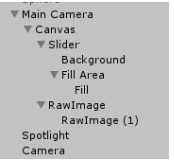 Main Camera
Canvas
Slider
Background
Fill Area
Fill
RawImage
RawImage (1)
Spotlight
Camera